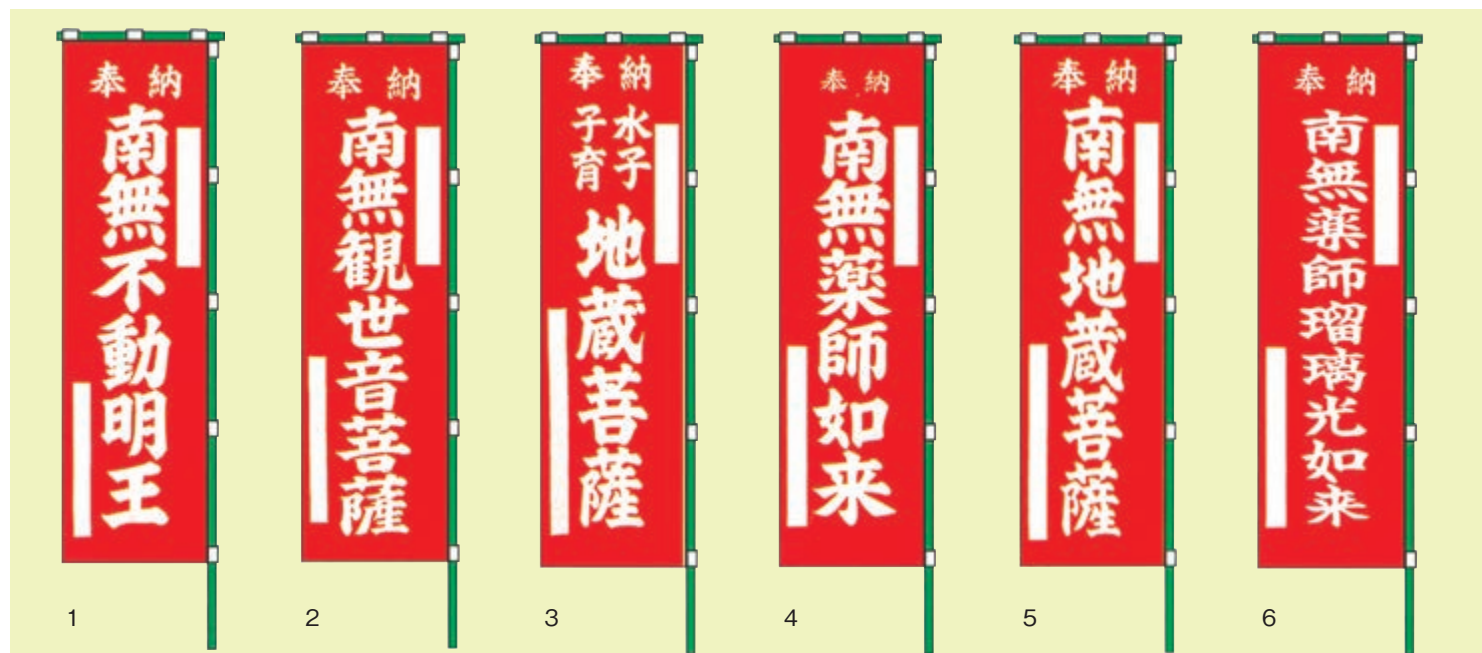 奉納
南無不動明王
1
奉納
南無観世音菩薩
2
奉納
水子
子育
地蔵菩薩
3
奉納
南無薬師如来
4
奉納
南無地蔵菩薩
5
奉納
南無薬師瑠璃光如来
6